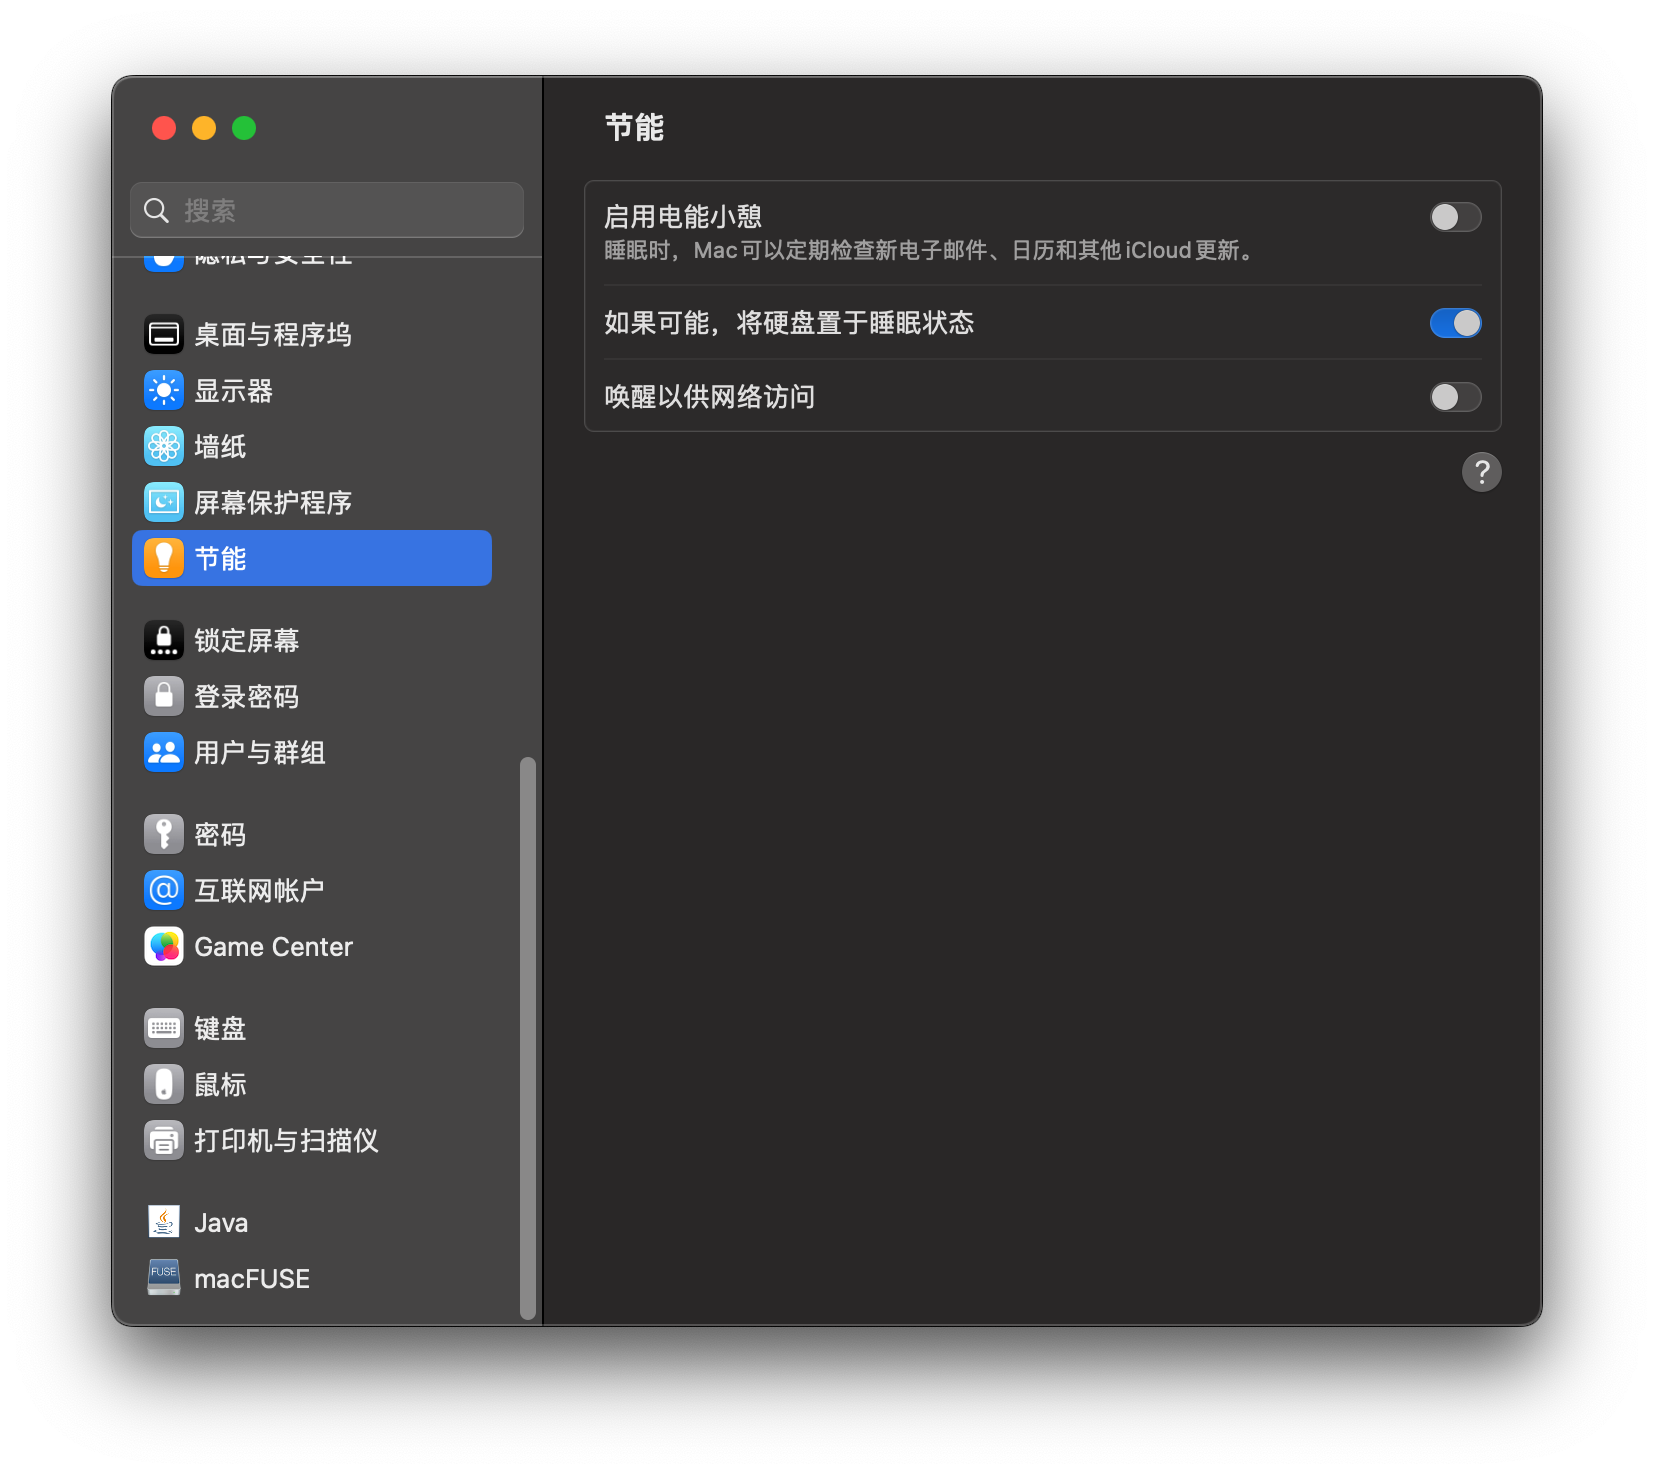 节能
搜索
隐私与安全性
桌面与程序坞
显示器
墙纸
屏幕保护程序
节能
锁定屏幕
登录密码
用户与群组
密码
互联网帐户
Game Center
键盘
鼠标
打印机与扫描仪
Java
FUSE
macFUSE
启用电能小憩
睡眠时，Mac可以定期检查新电子邮件、日历和其他iCloud更新。
如果可能，将硬盘置于睡眠状态
唤醒以供网络访问
?